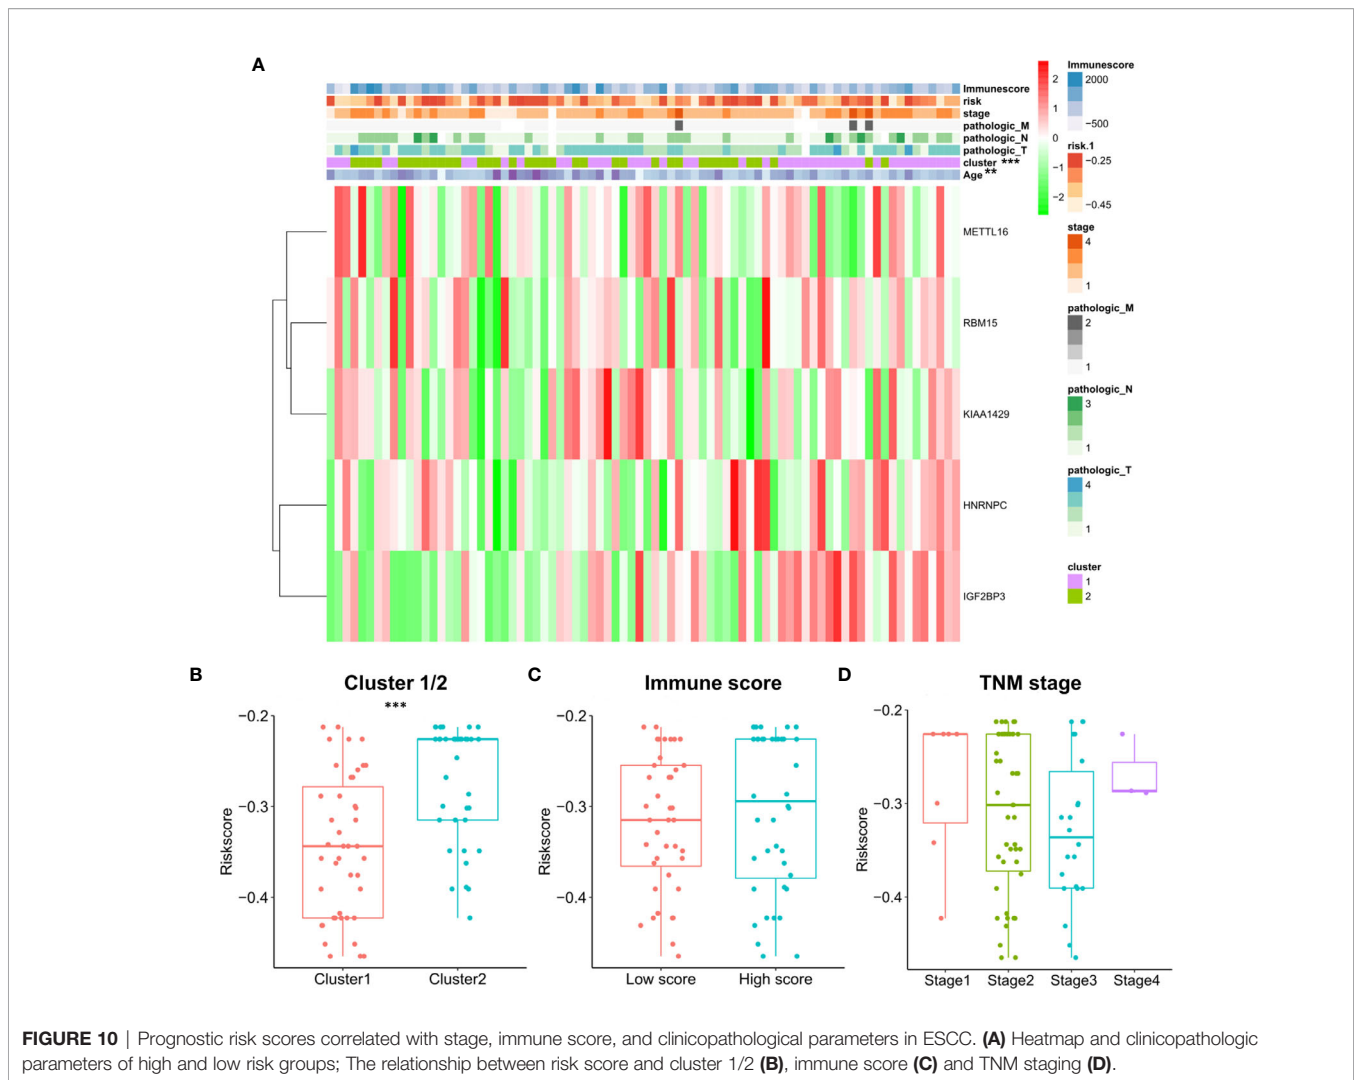 A
Immunescore
risk
stage
pathologic_M
pathologic_N
pathologic_T
cluster ***
Age **
METTL16
RBM15
KIAA1429
HNRNPC
IGF2BP3
2
1
0
−1
−2
Immunescore
2000
−500
risk.1
−0.25
−0.45
stage
4
1
pathologic_M
2
1
pathologic_N
3
1
pathologic_T
4
1
cluster
1
2
B
Cluster 1/2
***
Riskscore
−0.2
−0.3
−0.4
Cluster1 Cluster2
C
Immune score
Riskscore
−0.2
−0.3
−0.4
Low score High score
D
TNM stage
Riskscore
−0.2
−0.3
−0.4
Stage1 Stage2 Stage3 Stage4
FIGURE 10 | Prognostic risk scores correlated with stage, immune score, and clinicopathological parameters in ESCC. (A) Heatmap and clinicopathologic
parameters of high and low risk groups; The relationship between risk score and cluster 1/2 (B), immune score (C) and TNM staging (D).